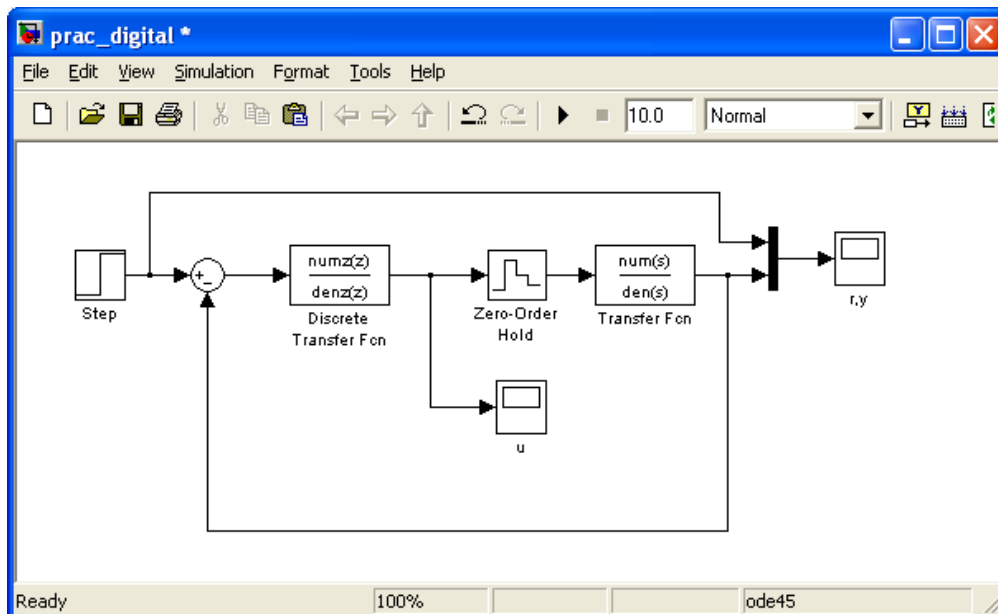 prac_digital *
File Edit View Simulation Format Tools Help
10.0 Normal
numz(z)
denz(z)
num(s)
den(s)
+
-
Step
Discrete
Transfer Fcn
Zero-Order
Hold
Transfer Fcn
r,y
u
Ready 100% ode45